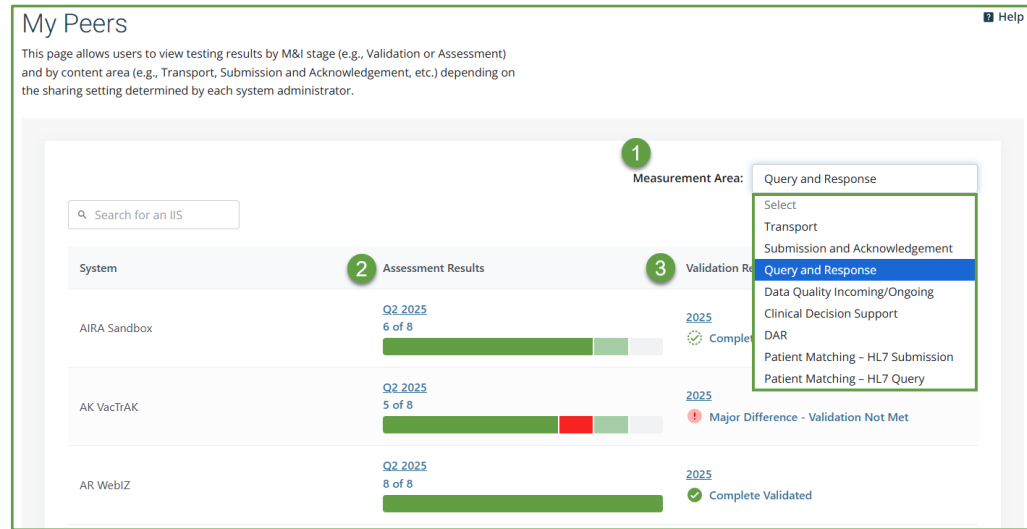 My Peers
Help
This page allows users to view testing results by M&I stage (e.g., Validation or Assessment)
and by content area (e.g., Transport, Submission and Acknowledgement, etc.) depending on
the sharing setting determined by each system administrator.
1
Measurement Area: Query and Response
Search for an IIS
Select
Transport
Submission and Acknowledgement
Query and Response
Data Quality Incoming/Ongoing
Clinical Decision Support
DAR
Patient Matching – HL7 Submission
Patient Matching – HL7 Query
System 2 Assessment Results 3 Validation Re
AIRA Sandbox
Q2 2025
6 of 8
2025
Complet
AK VacTrAK
Q2 2025
5 of 8
2025
Major Difference - Validation Not Met
AR WebIZ
Q2 2025
8 of 8
2025
Complete Validated